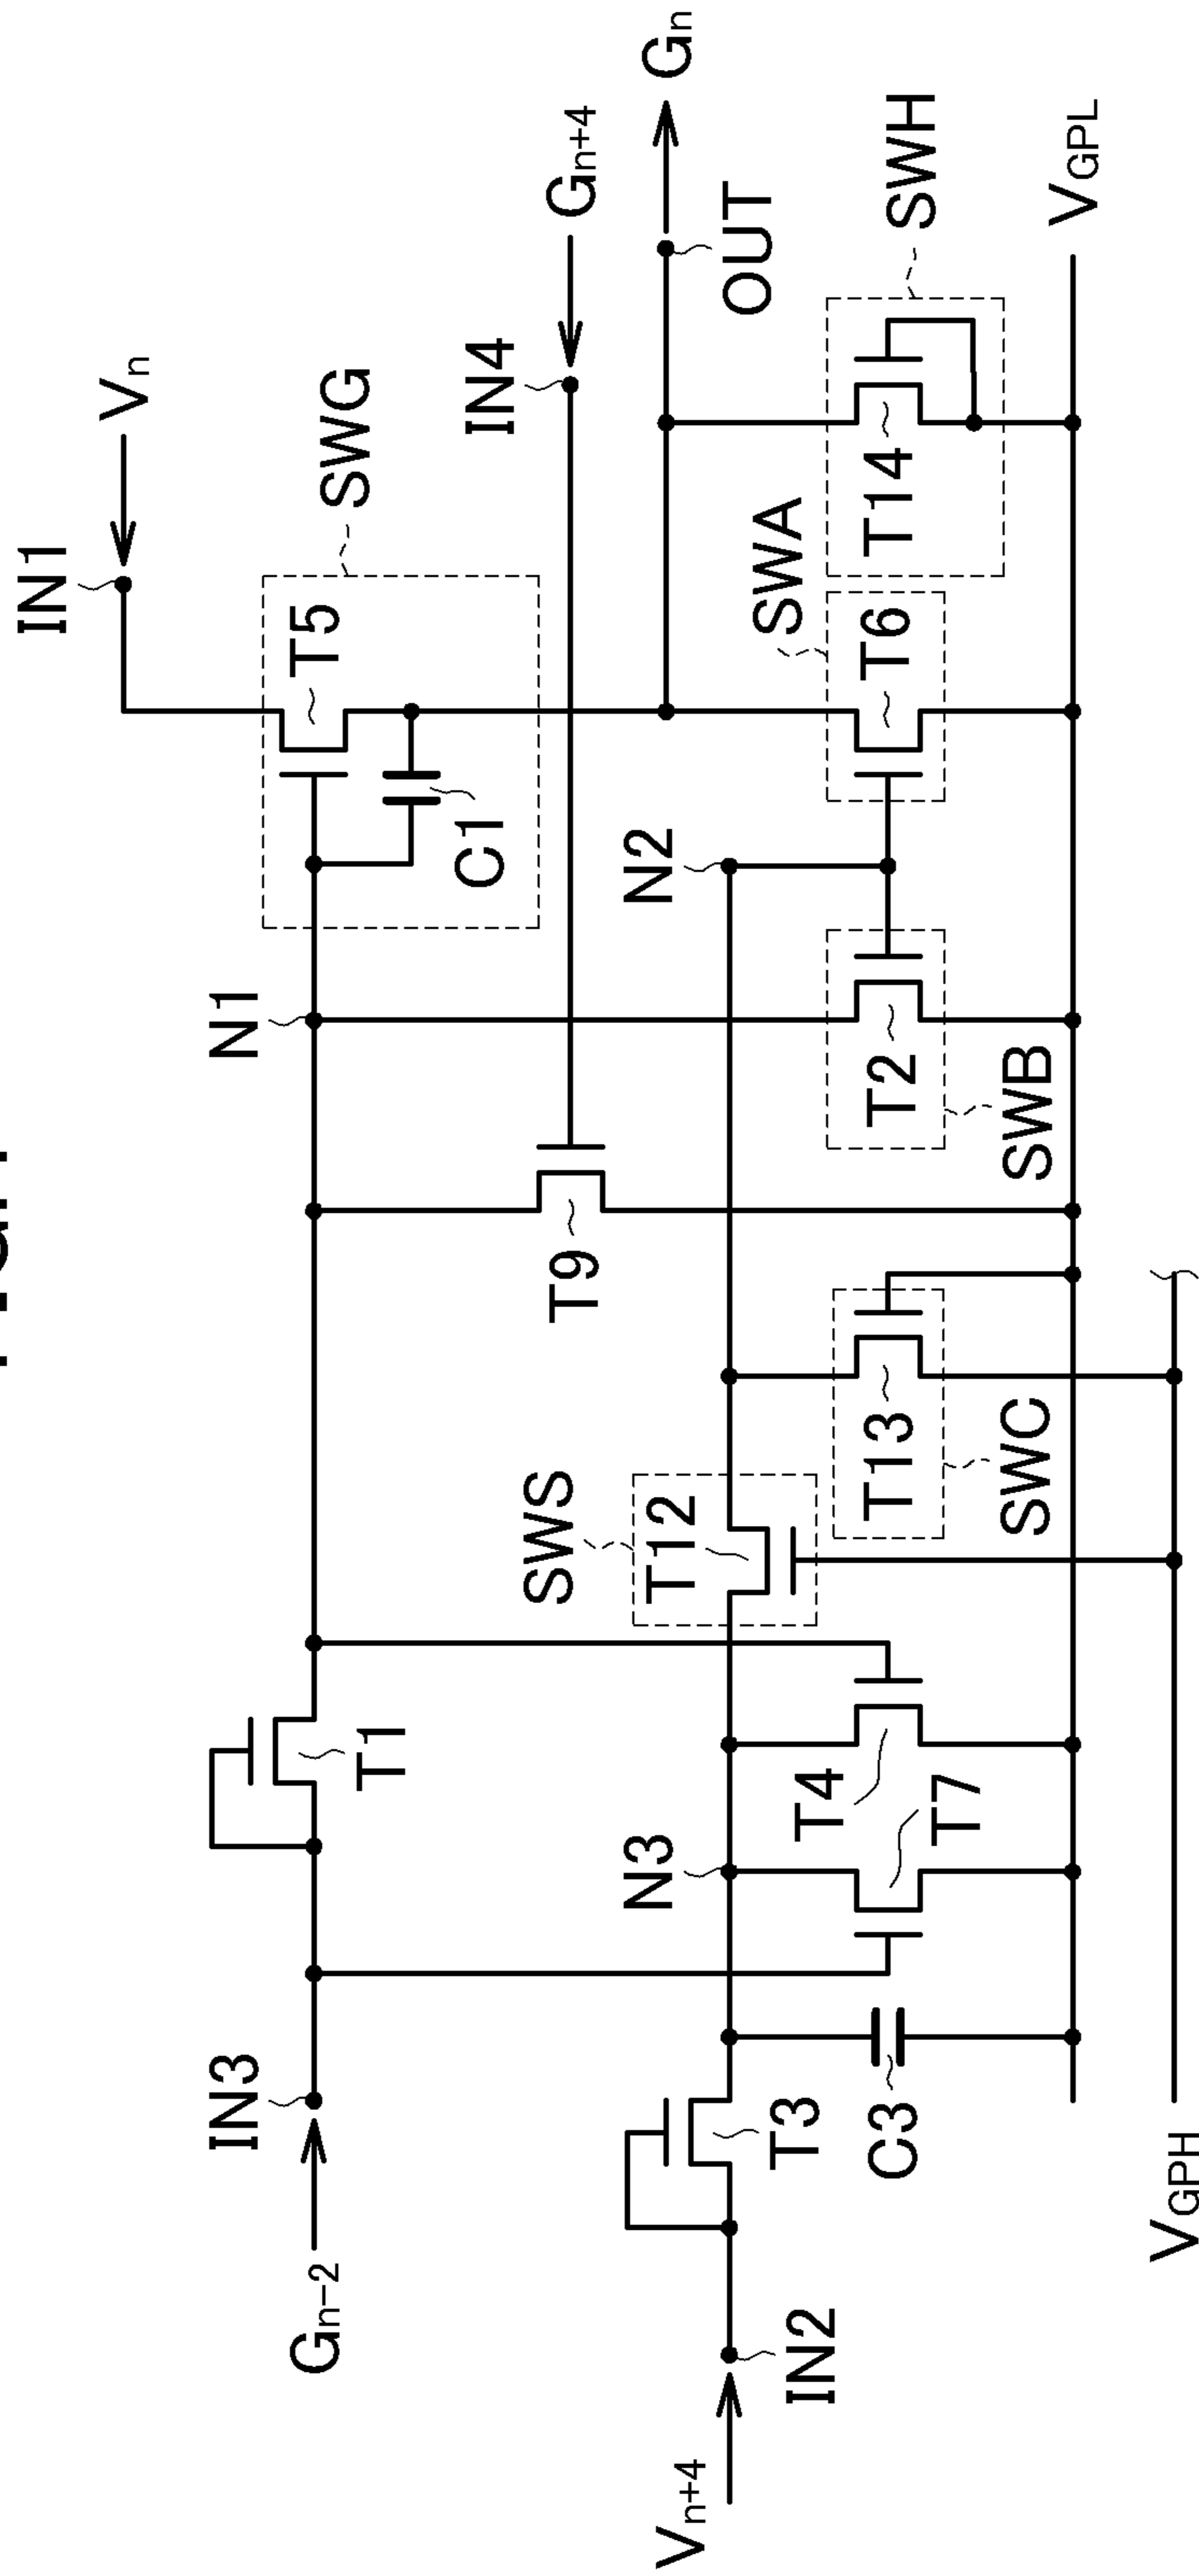 IN1
Vn
SWG
T5
C1
IN4
Gn+4
Gn
OUT
SWH
T14
SWA
T6
VGPL
N1
N2
T9
T2
SWB
SWS
T12
T13
SWC
T1
N3
T4
T7
IN3
Gn−2
T3
C3
IN2
Vn+4
VGPH